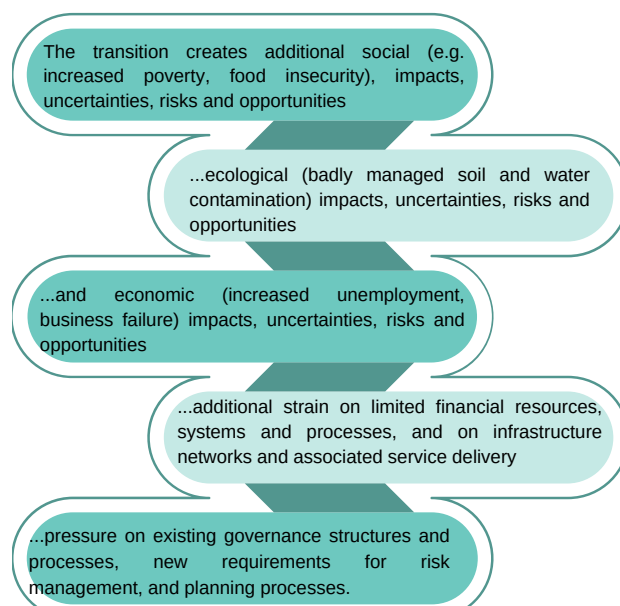 The transition creates additional social (e.g.
increased poverty, food insecurity), impacts,
uncertainties, risks and opportunities
...ecological (badly managed soil and water
contamination) impacts, uncertainties, risks and
opportunities
...and economic (increased unemployment,
business failure) impacts, uncertainties, risks and
opportunities
...additional strain on limited financial resources,
systems and processes, and on infrastructure
networks and associated service delivery
...pressure on existing governance structures and
processes, new requirements for risk
management, and planning processes.